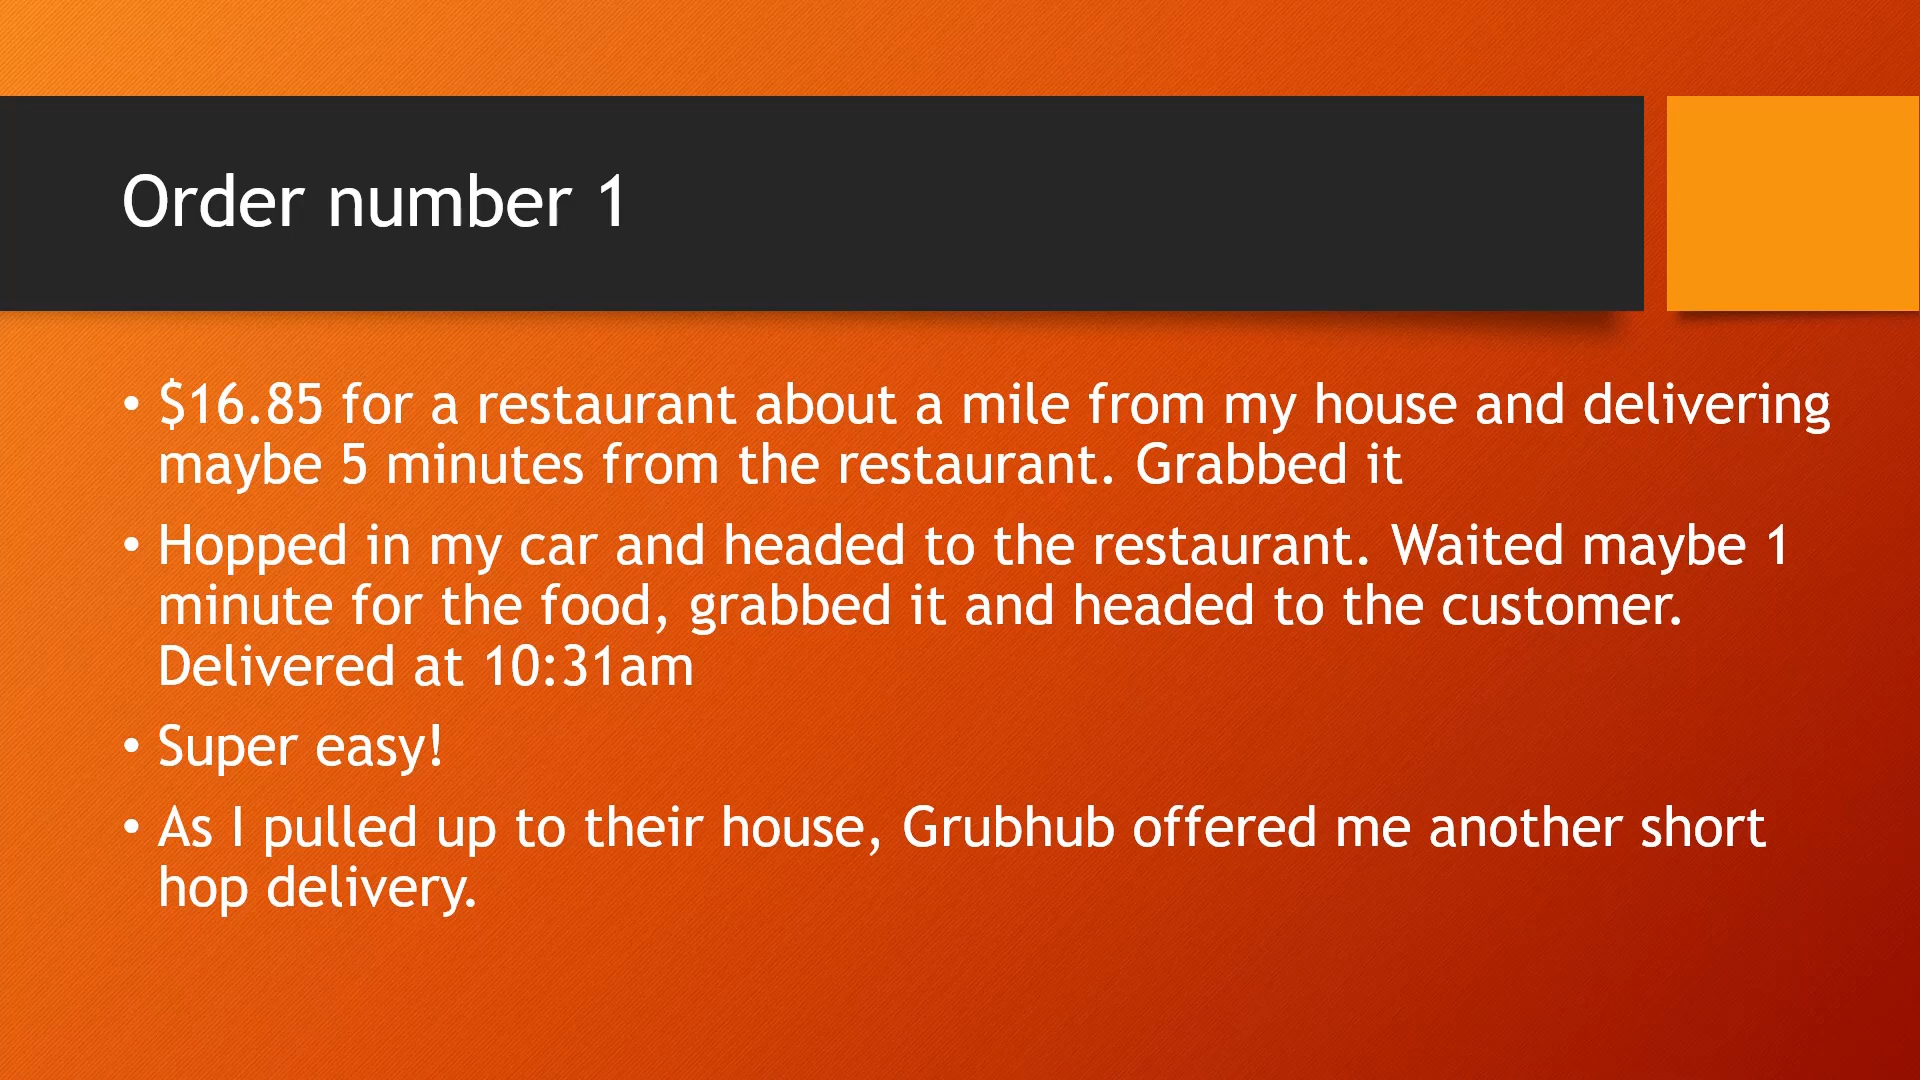 Order number 1
• $16.85 for a restaurant about a mile from my house and delivering
maybe 5 minutes from the restaurant. Grabbed it
• Hopped in my car and headed to the restaurant. Waited maybe 1
minute for the food, grabbed it and headed to the customer.
Delivered at 10:31am
• Super easy!
• As I pulled up to their house, Grubhub offered me another short
hop delivery.